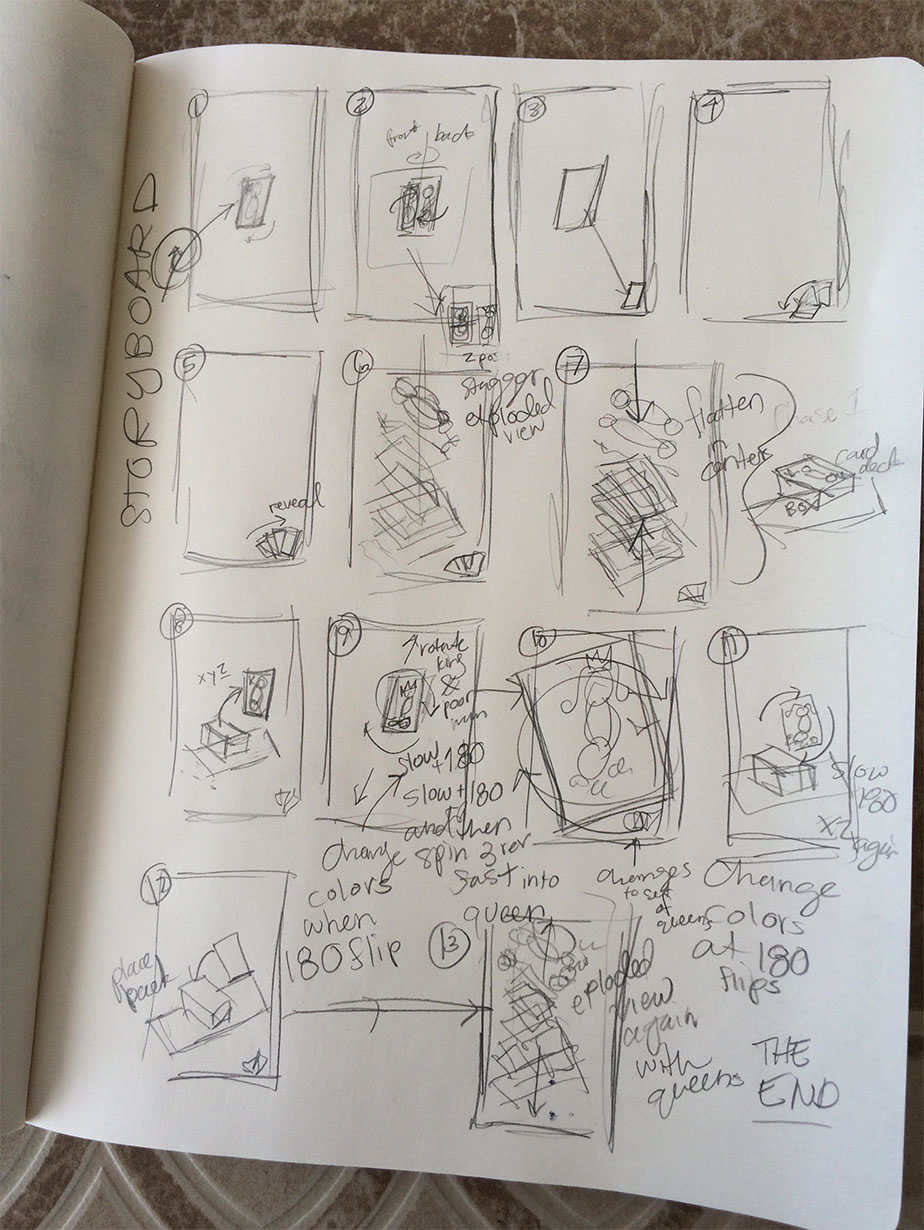 STORYBOARD
1
2
front back
2 pos
3
4
5
reveal
6
stagger
exploded
view
7
flatten
center
Phase 1
card
deck
BOX
8
XYZ
9
rotate
king
&
poor
man
slow + 180
slow + 180
and then
spin 3 rev
fast into
queen
change
colors
when
180 flip
10
changes
to set
of
queens
11
slow
180
XZ
again
Change
colors
at 180
flips
12
place
back
13
eploded
view
again
with
queens
THE
END